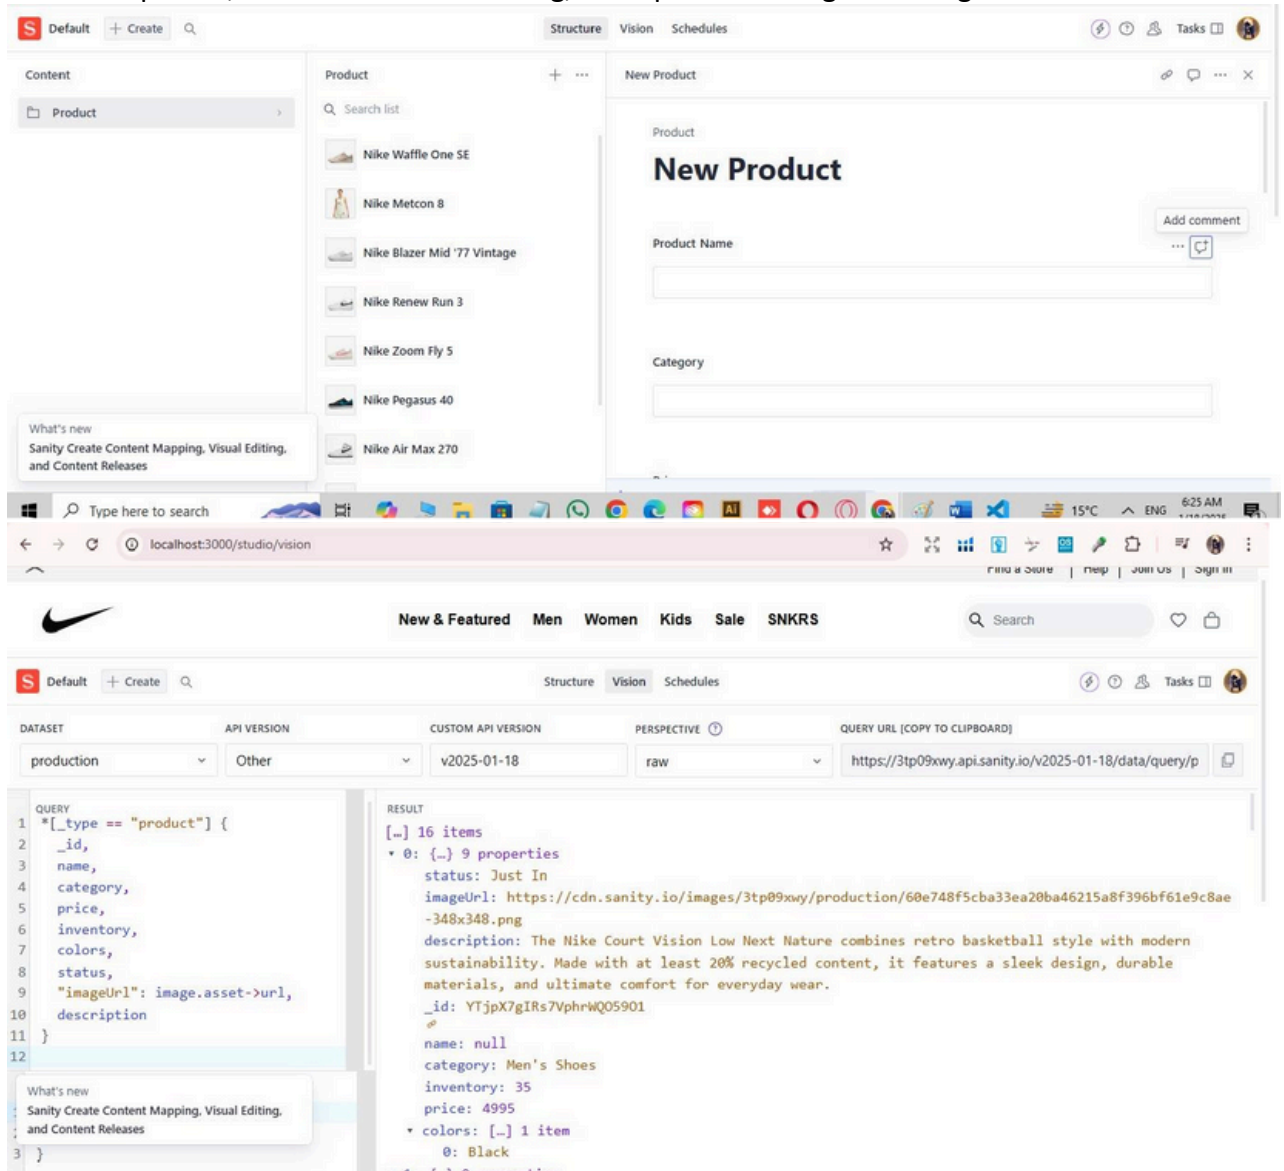 Default + Create
Structure Vision Schedules
Tasks
Content
Product
New Product
Product
Search list
Nike Waffle One SE
Nike Metcon 8
Nike Blazer Mid '77 Vintage
Nike Renew Run 3
Nike Zoom Fly 5
Nike Pegasus 40
Nike Air Max 270
Product
New Product
Add comment
Product Name
Category
What's new
Sanity Create Content Mapping, Visual Editing,
and Content Releases
Type here to search
Ai
15°C
ENG
6:25 AM
localhost:3000/studio/vision
Find a Store | Help | Join Us | Sign In
New & Featured Men Women Kids Sale SNKRS
Search
Default + Create
Structure Vision Schedules
Tasks
DATASET API VERSION CUSTOM API VERSION PERSPECTIVE QUERY URL [COPY TO CLIPBOARD]
production Other v2025-01-18 raw https://3tp09xwy.api.sanity.io/v2025-01-18/data/query/p
QUERY
1 *[_type == "product"] {
2 _id,
3 name,
4 category,
5 price,
6 inventory,
7 colors,
8 status,
9 "imageUrl": image.asset->url,
10 description
11 }
12
What's new
Sanity Create Content Mapping, Visual Editing,
and Content Releases
3 }
RESULT
[…] 16 items
0: {…} 9 properties
status: Just In
imageUrl: https://cdn.sanity.io/images/3tp09xwy/production/60e748f5cba33ea20ba46215a8f396bf61e9c8ae
-348x348.png
description: The Nike Court Vision Low Next Nature combines retro basketball style with modern
sustainability. Made with at least 20% recycled content, it features a sleek design, durable
materials, and ultimate comfort for everyday wear.
_id: YTjpX7gIRs7VphrWQO59O1
name: null
category: Men's Shoes
inventory: 35
price: 4995
colors: […] 1 item
0: Black